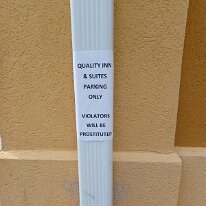 QUALITY INN
& SUITES
PARKING
ONLY
VIOLATORS
WILL BE
PROSTITUTED